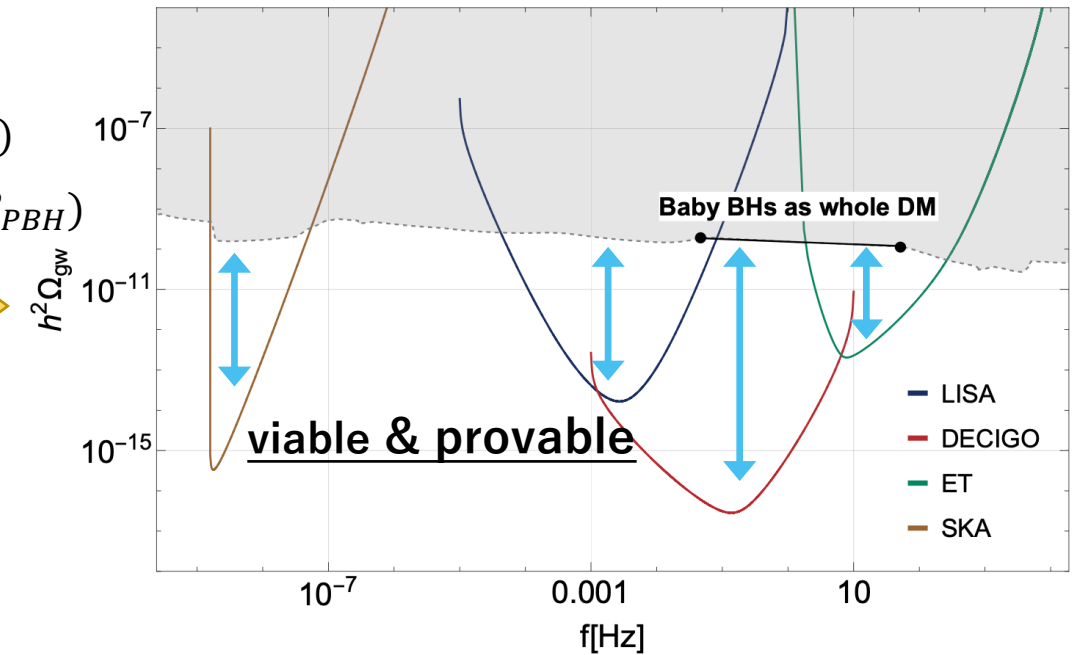 )
10⁻⁷
PBH)
Baby BHs as whole DM
10⁻¹¹
h²Ω_gw
LISA
viable & provable
DECIGO
10⁻¹⁵
ET
SKA
10⁻⁷
0.001
10
f[Hz]